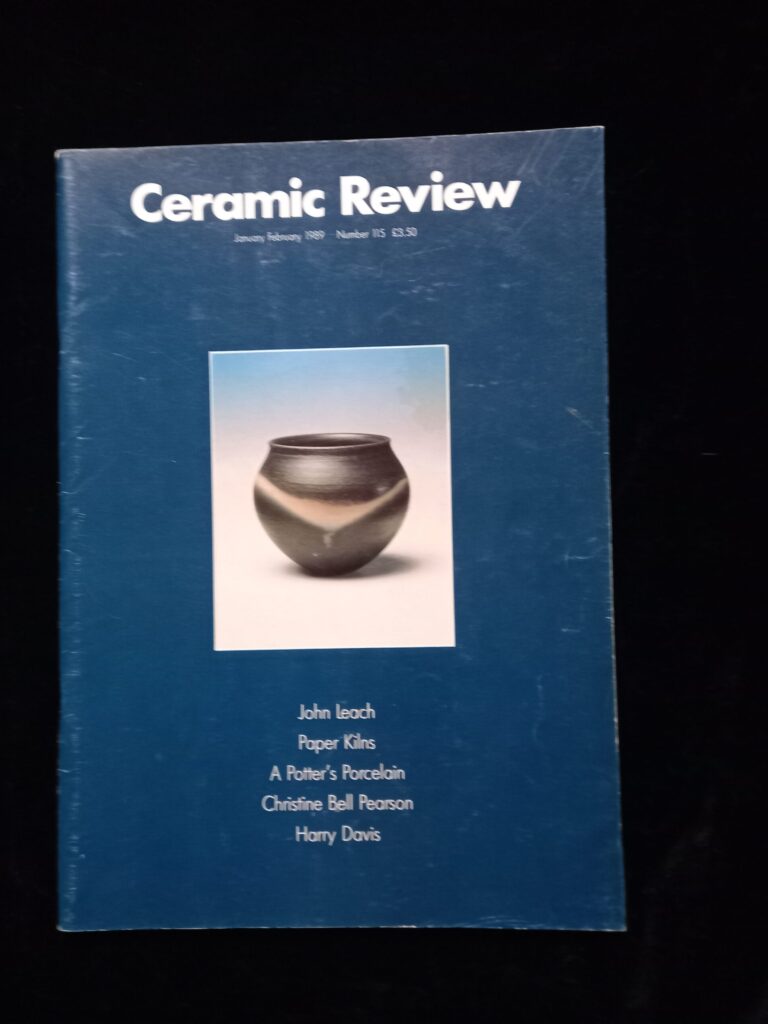 Ceramic Review
January February 1989 Number 115 £3.50
John Leach
Paper Kilns
A Potter's Porcelain
Christine Bell Pearson
Harry Davis